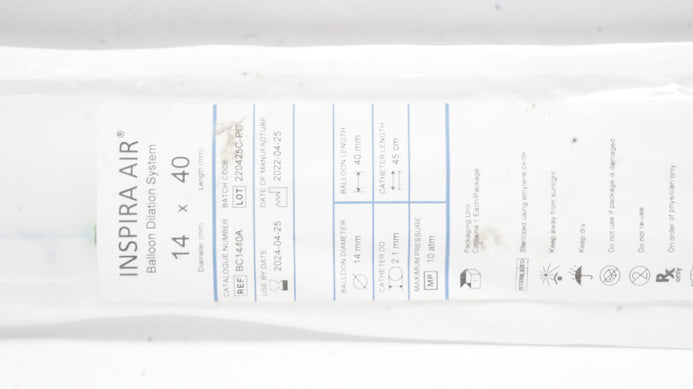 INSPIRA AIR®
Balloon Dilation System
14 x 40
Diameter (mm) Length (mm)
CATALOGUE NUMBER
REF BC1440A
BATCH CODE
LOT 220425C-PC
USE BY DATE
2024-04-25
DATE OF MANUFACTURE
2022-04-25
BALLOON DIAMETER
14 mm
BALLOON LENGTH
40 mm
CATHETER OD
2.1 mm
CATHETER LENGTH
45 cm
MAXIMUM PRESSURE
MP 10 atm
Packaging Unit
Contains 1 Each/Package
STERILE EO Sterilized using ethylene oxide
Keep away from sunlight
Keep dry
Do not use if package is damaged
Do not re-use
Rx only On order of physician only